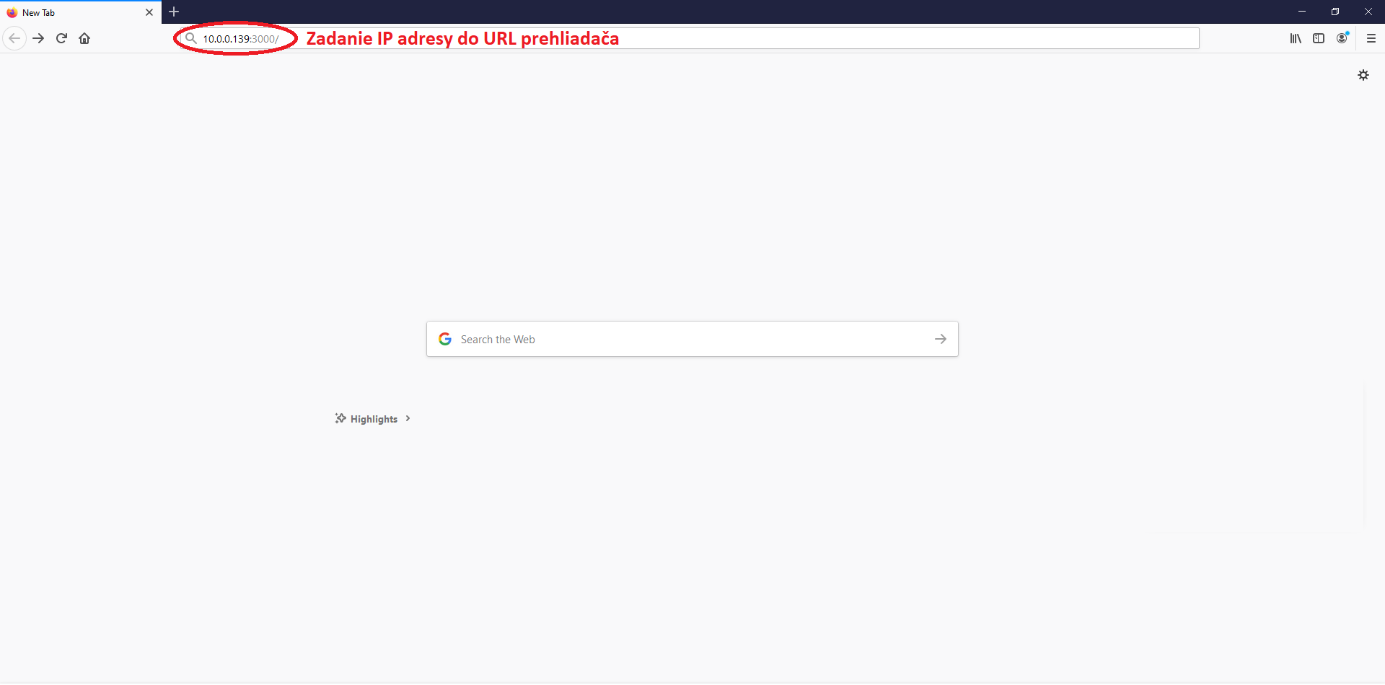 New Tab
10.0.0.139:3000/ Zadanie IP adresy do URL prehliadača
Search the Web
Highlights